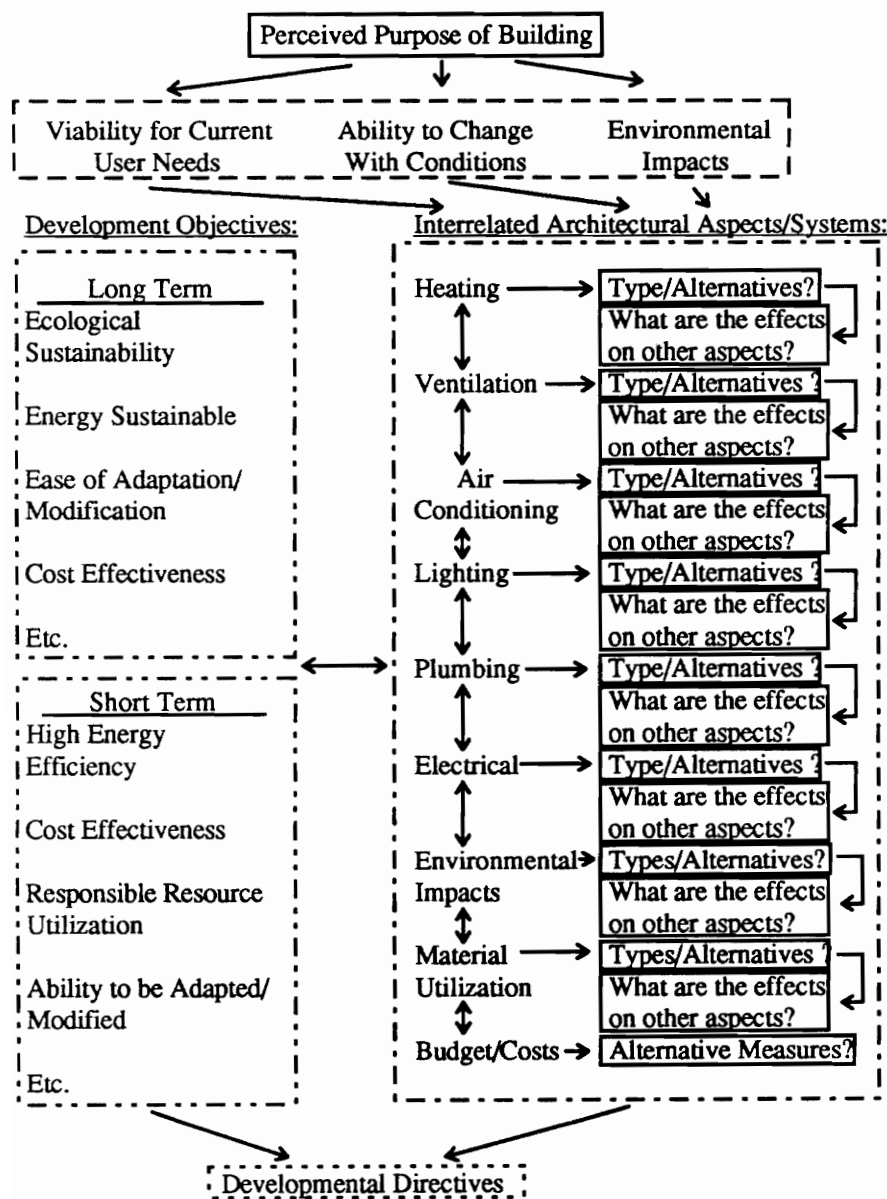 Perceived Purpose of Building
Viability for Current
User Needs
Ability to Change
With Conditions
Environmental
Impacts
Development Objectives:
Long Term
Ecological
Sustainability
Energy Sustainable
Ease of Adaptation/
Modification
Cost Effectiveness
Etc.
Short Term
High Energy
Efficiency
Cost Effectiveness
Responsible Resource
Utilization
Ability to be Adapted/
Modified
Etc.
Interrelated Architectural Aspects/Systems:
Heating
Type/Alternatives?
What are the effects
on other aspects?
Ventilation
Type/Alternatives ?
What are the effects
on other aspects?
Air
Conditioning
Type/Alternatives ?
What are the effects
on other aspects?
Lighting
Type/Alternatives ?
What are the effects
on other aspects?
Plumbing
Type/Alternatives ?
What are the effects
on other aspects?
Electrical
Type/Alternatives ?
What are the effects
on other aspects?
Environmental
Impacts
Types/Alternatives?
What are the effects
on other aspects?
Material
Utilization
Types/Alternatives ?
What are the effects
on other aspects?
Budget/Costs
Alternative Measures?
Developmental Directives